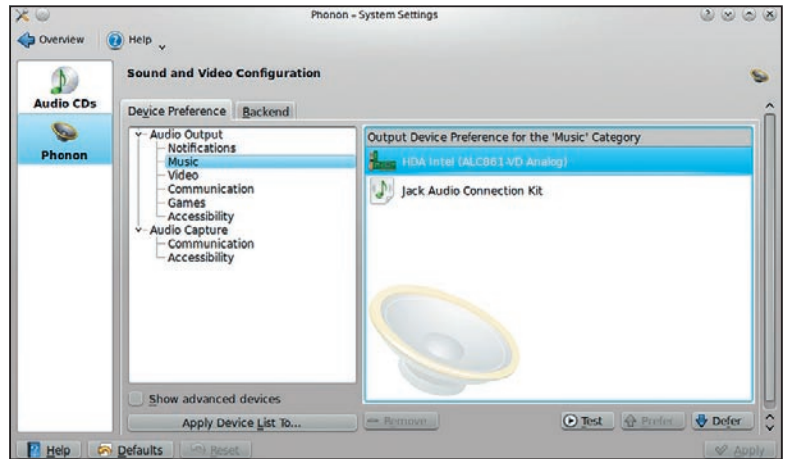 Phonon – System Settings
Overview
Help
Sound and Video Configuration
Audio CDs
Phonon
Device Preference
Backend
Audio Output
Notifications
Music
Video
Communication
Games
Accessibility
Audio Capture
Communication
Accessibility
Output Device Preference for the 'Music' Category
HDA Intel (ALC861-VD Analog)
Jack Audio Connection Kit
Show advanced devices
Apply Device List To...
Remove
Test
Prefer
Defer
Help
Defaults
Reset
Apply